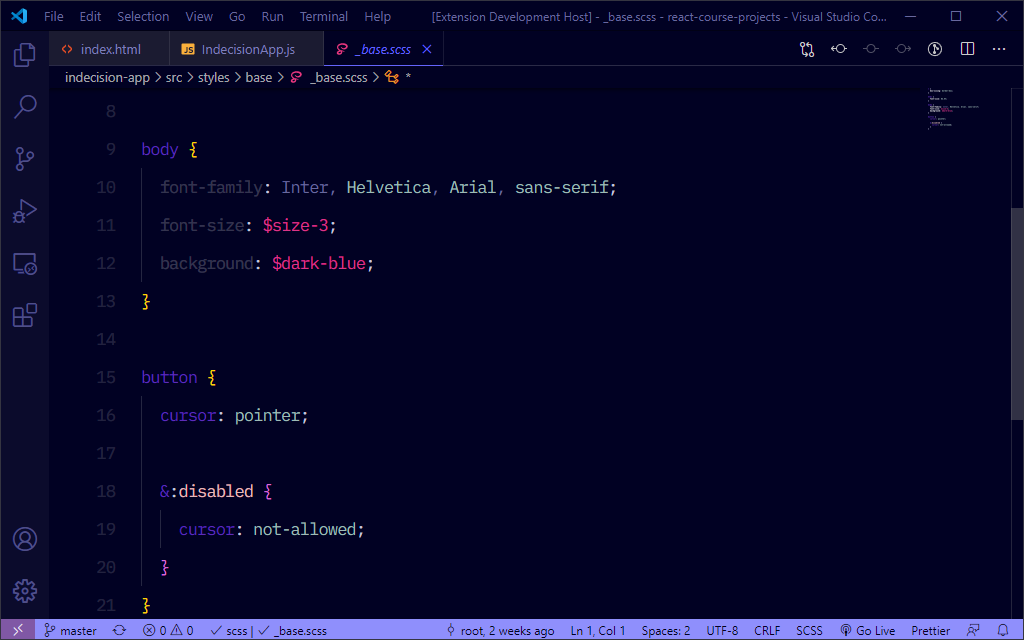 File Edit Selection View Go Run Terminal Help [Extension Development Host] - _base.scss - react-course-projects - Visual Studio Co...
index.html JS IndecisionApp.js _base.scss
indecision-app > src > styles > base > _base.scss > *
8
9 body {
10 font-family: Inter, Helvetica, Arial, sans-serif;
11 font-size: $size-3;
12 background: $dark-blue;
13 }
14
15 button {
16 cursor: pointer;
17
18 &:disabled {
19 cursor: not-allowed;
20 }
21 }
master 0 0 scss | _base.scss root, 2 weeks ago Ln 1, Col 1 Spaces: 2 UTF-8 CRLF SCSS Go Live Prettier